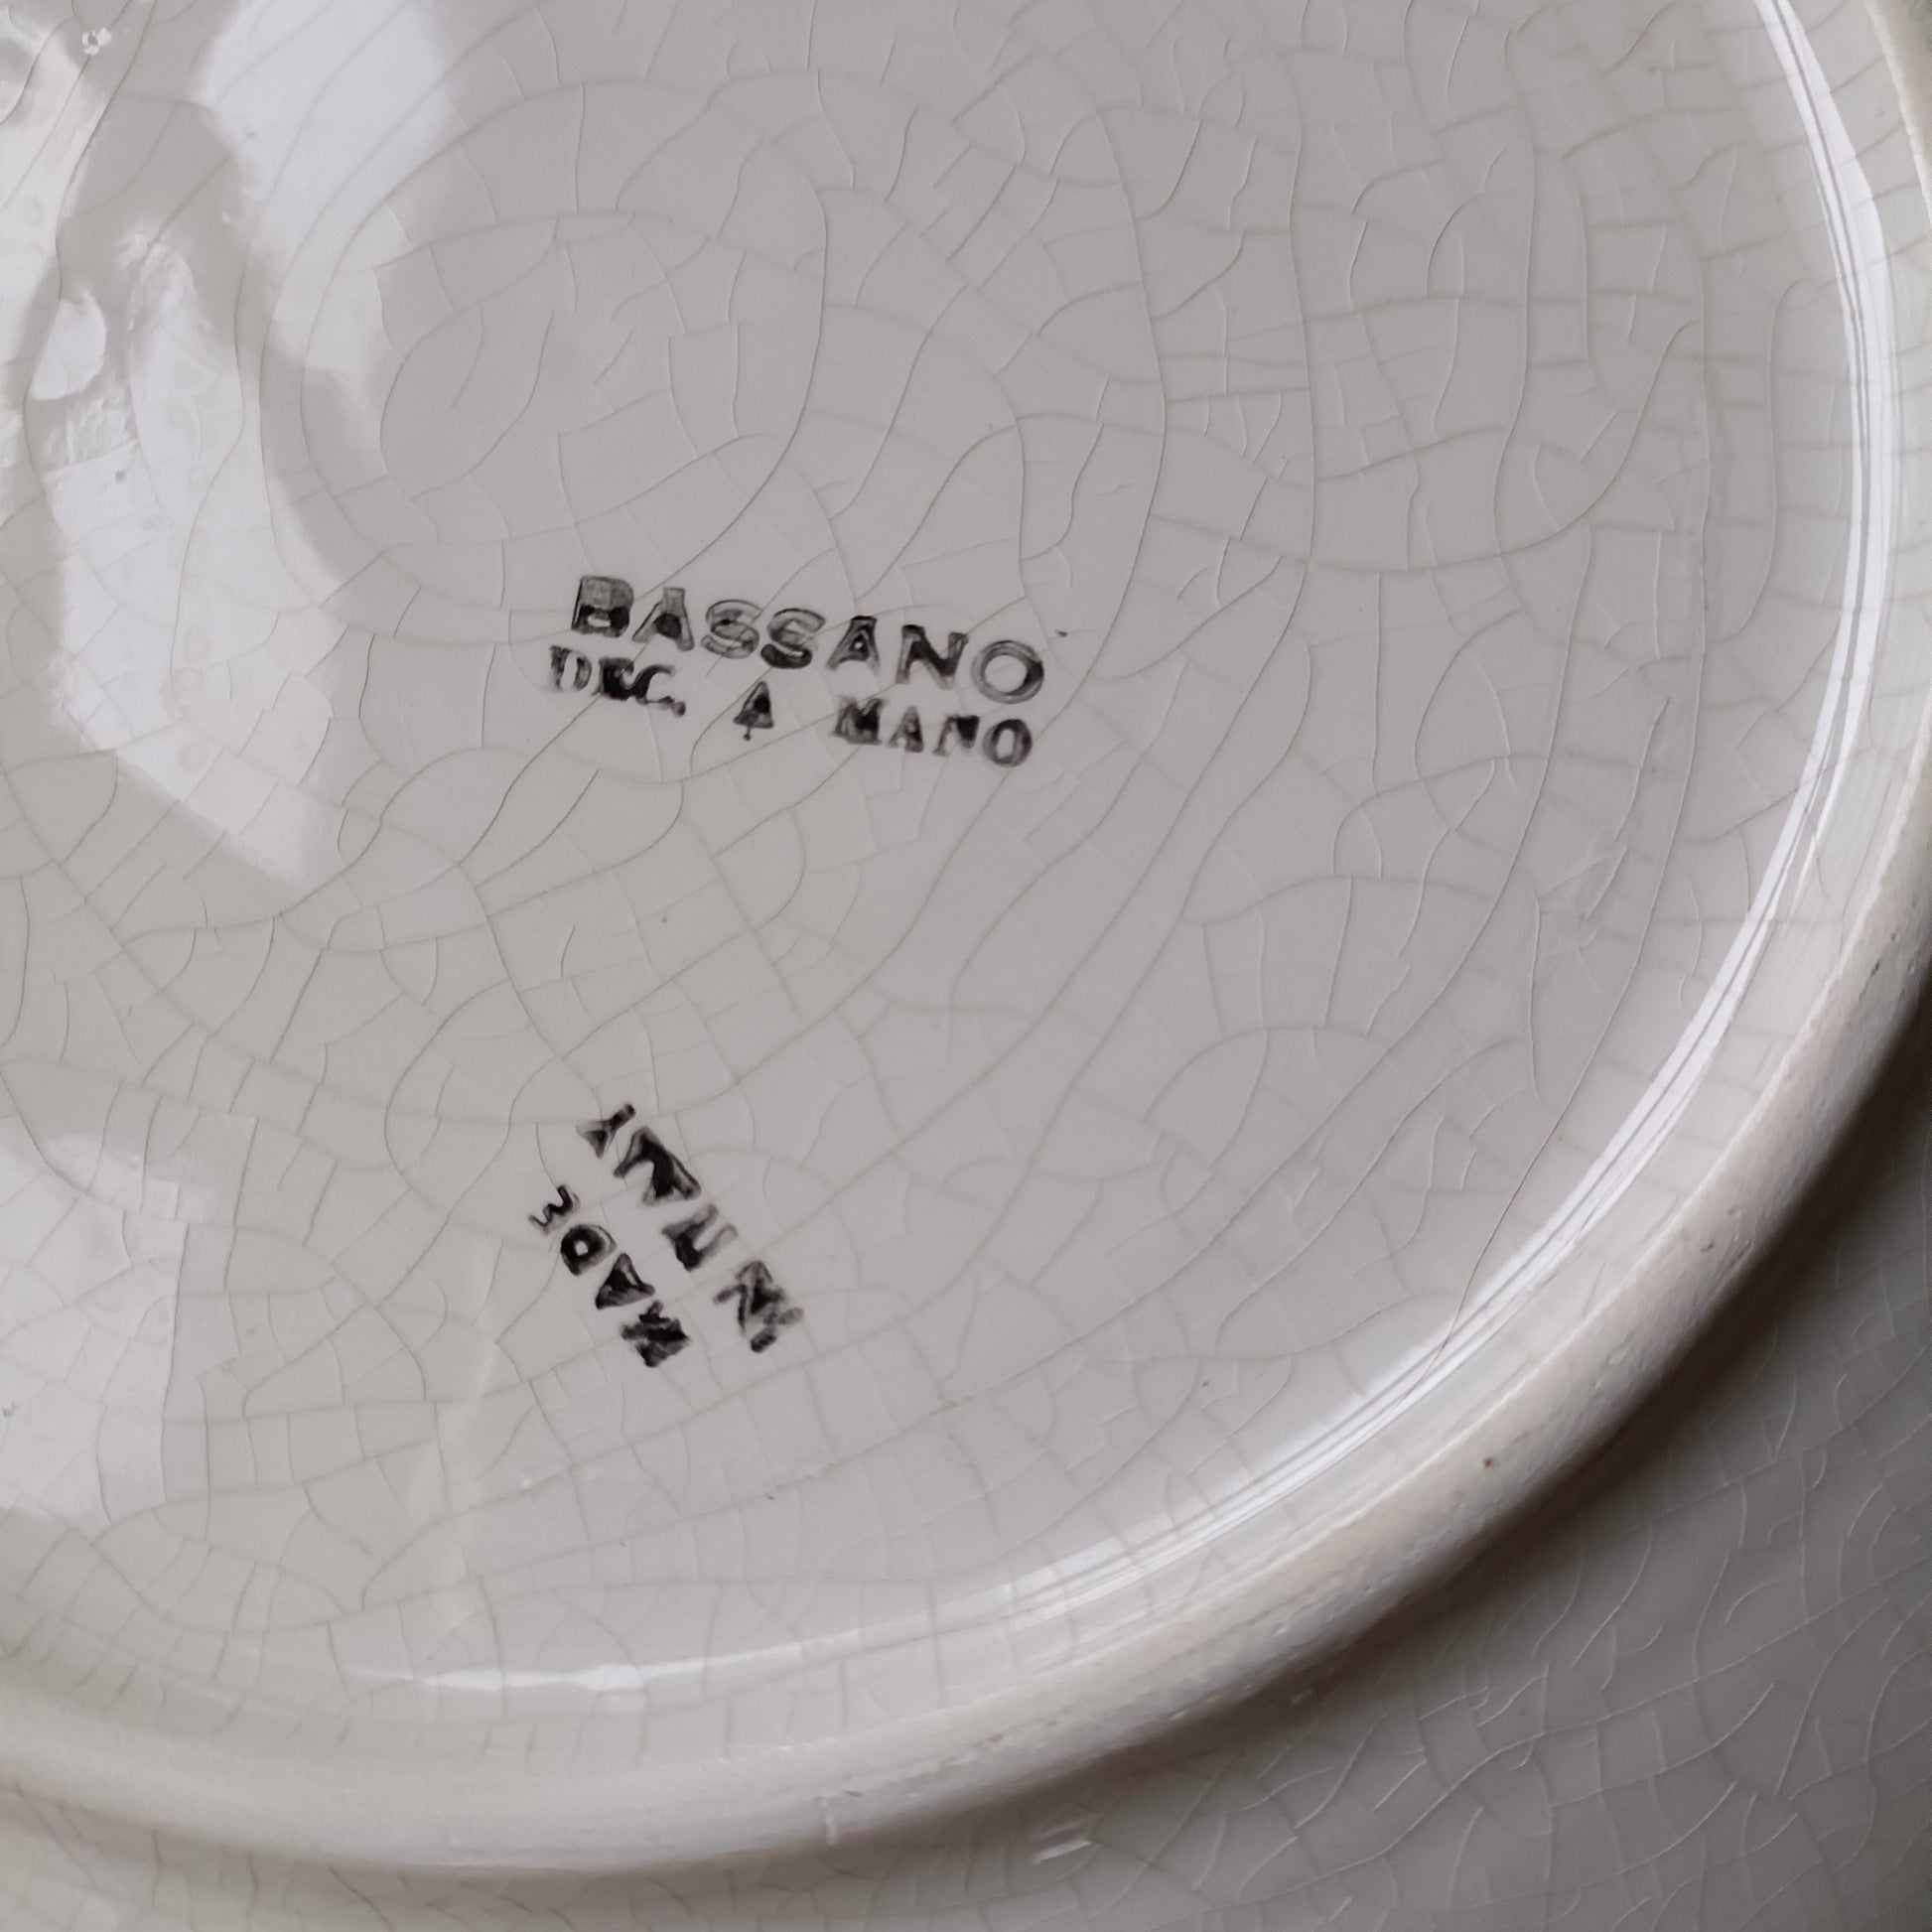 BASSANO
DEC. A MANO
MADE
IN ITALY